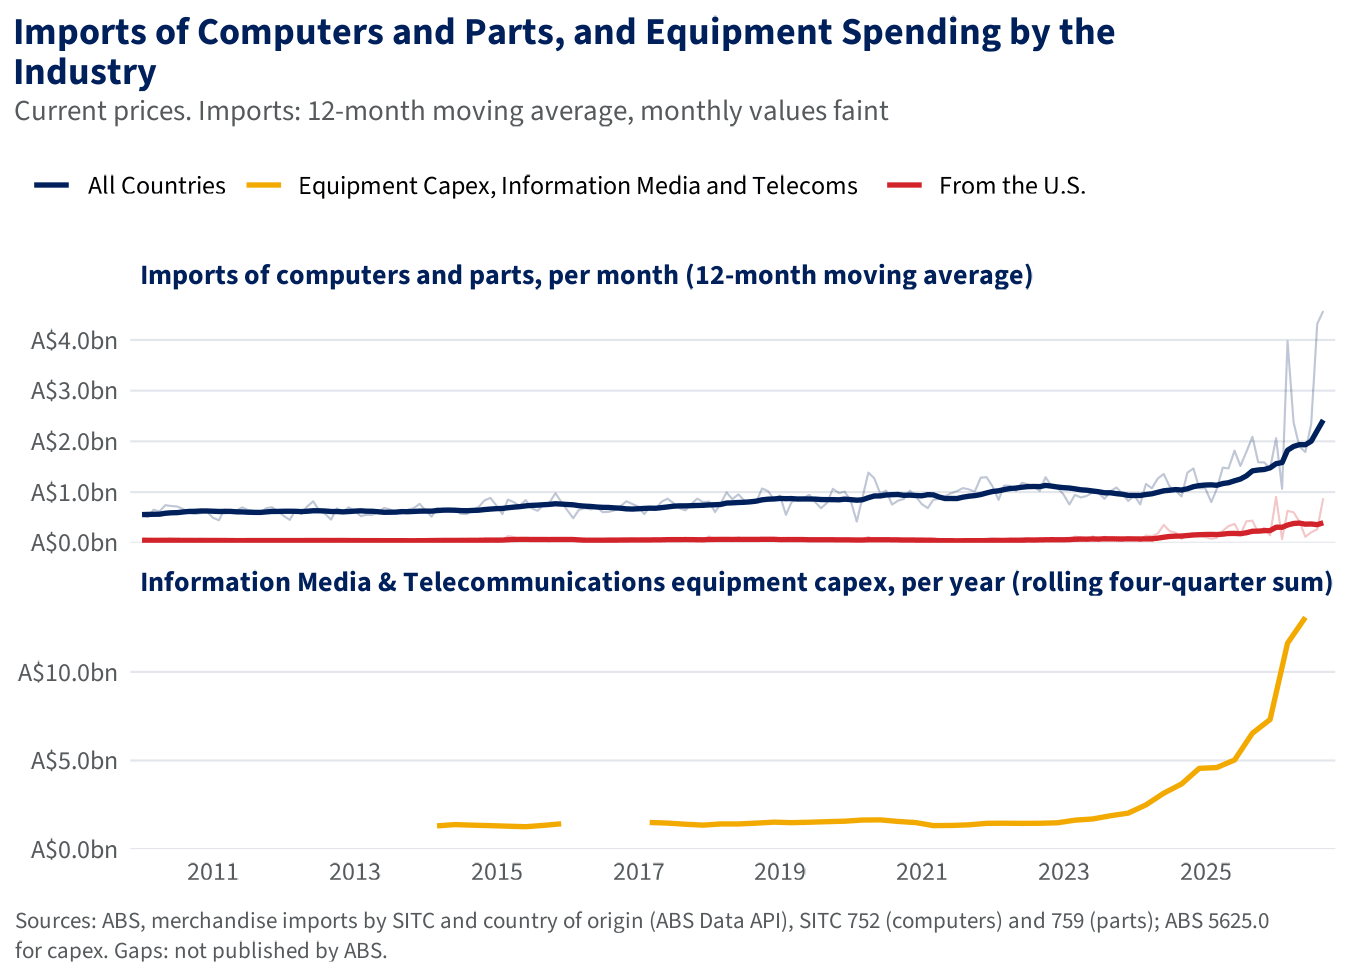 Imports of Computers and Parts, and Equipment Spending by the
Industry
Current prices. Imports: 12-month moving average, monthly values faint
All Countries
Equipment Capex, Information Media and Telecoms
From the U.S.
Imports of computers and parts, per month (12-month moving average)
A$4.0bn
A$3.0bn
A$2.0bn
A$1.0bn
A$0.0bn
Information Media & Telecommunications equipment capex, per year (rolling four-quarter sum)
A$10.0bn
A$5.0bn
A$0.0bn
2011
2013
2015
2017
2019
2021
2023
2025
Sources: ABS, merchandise imports by SITC and country of origin (ABS Data API), SITC 752 (computers) and 759 (parts); ABS 5625.0
for capex. Gaps: not published by ABS.